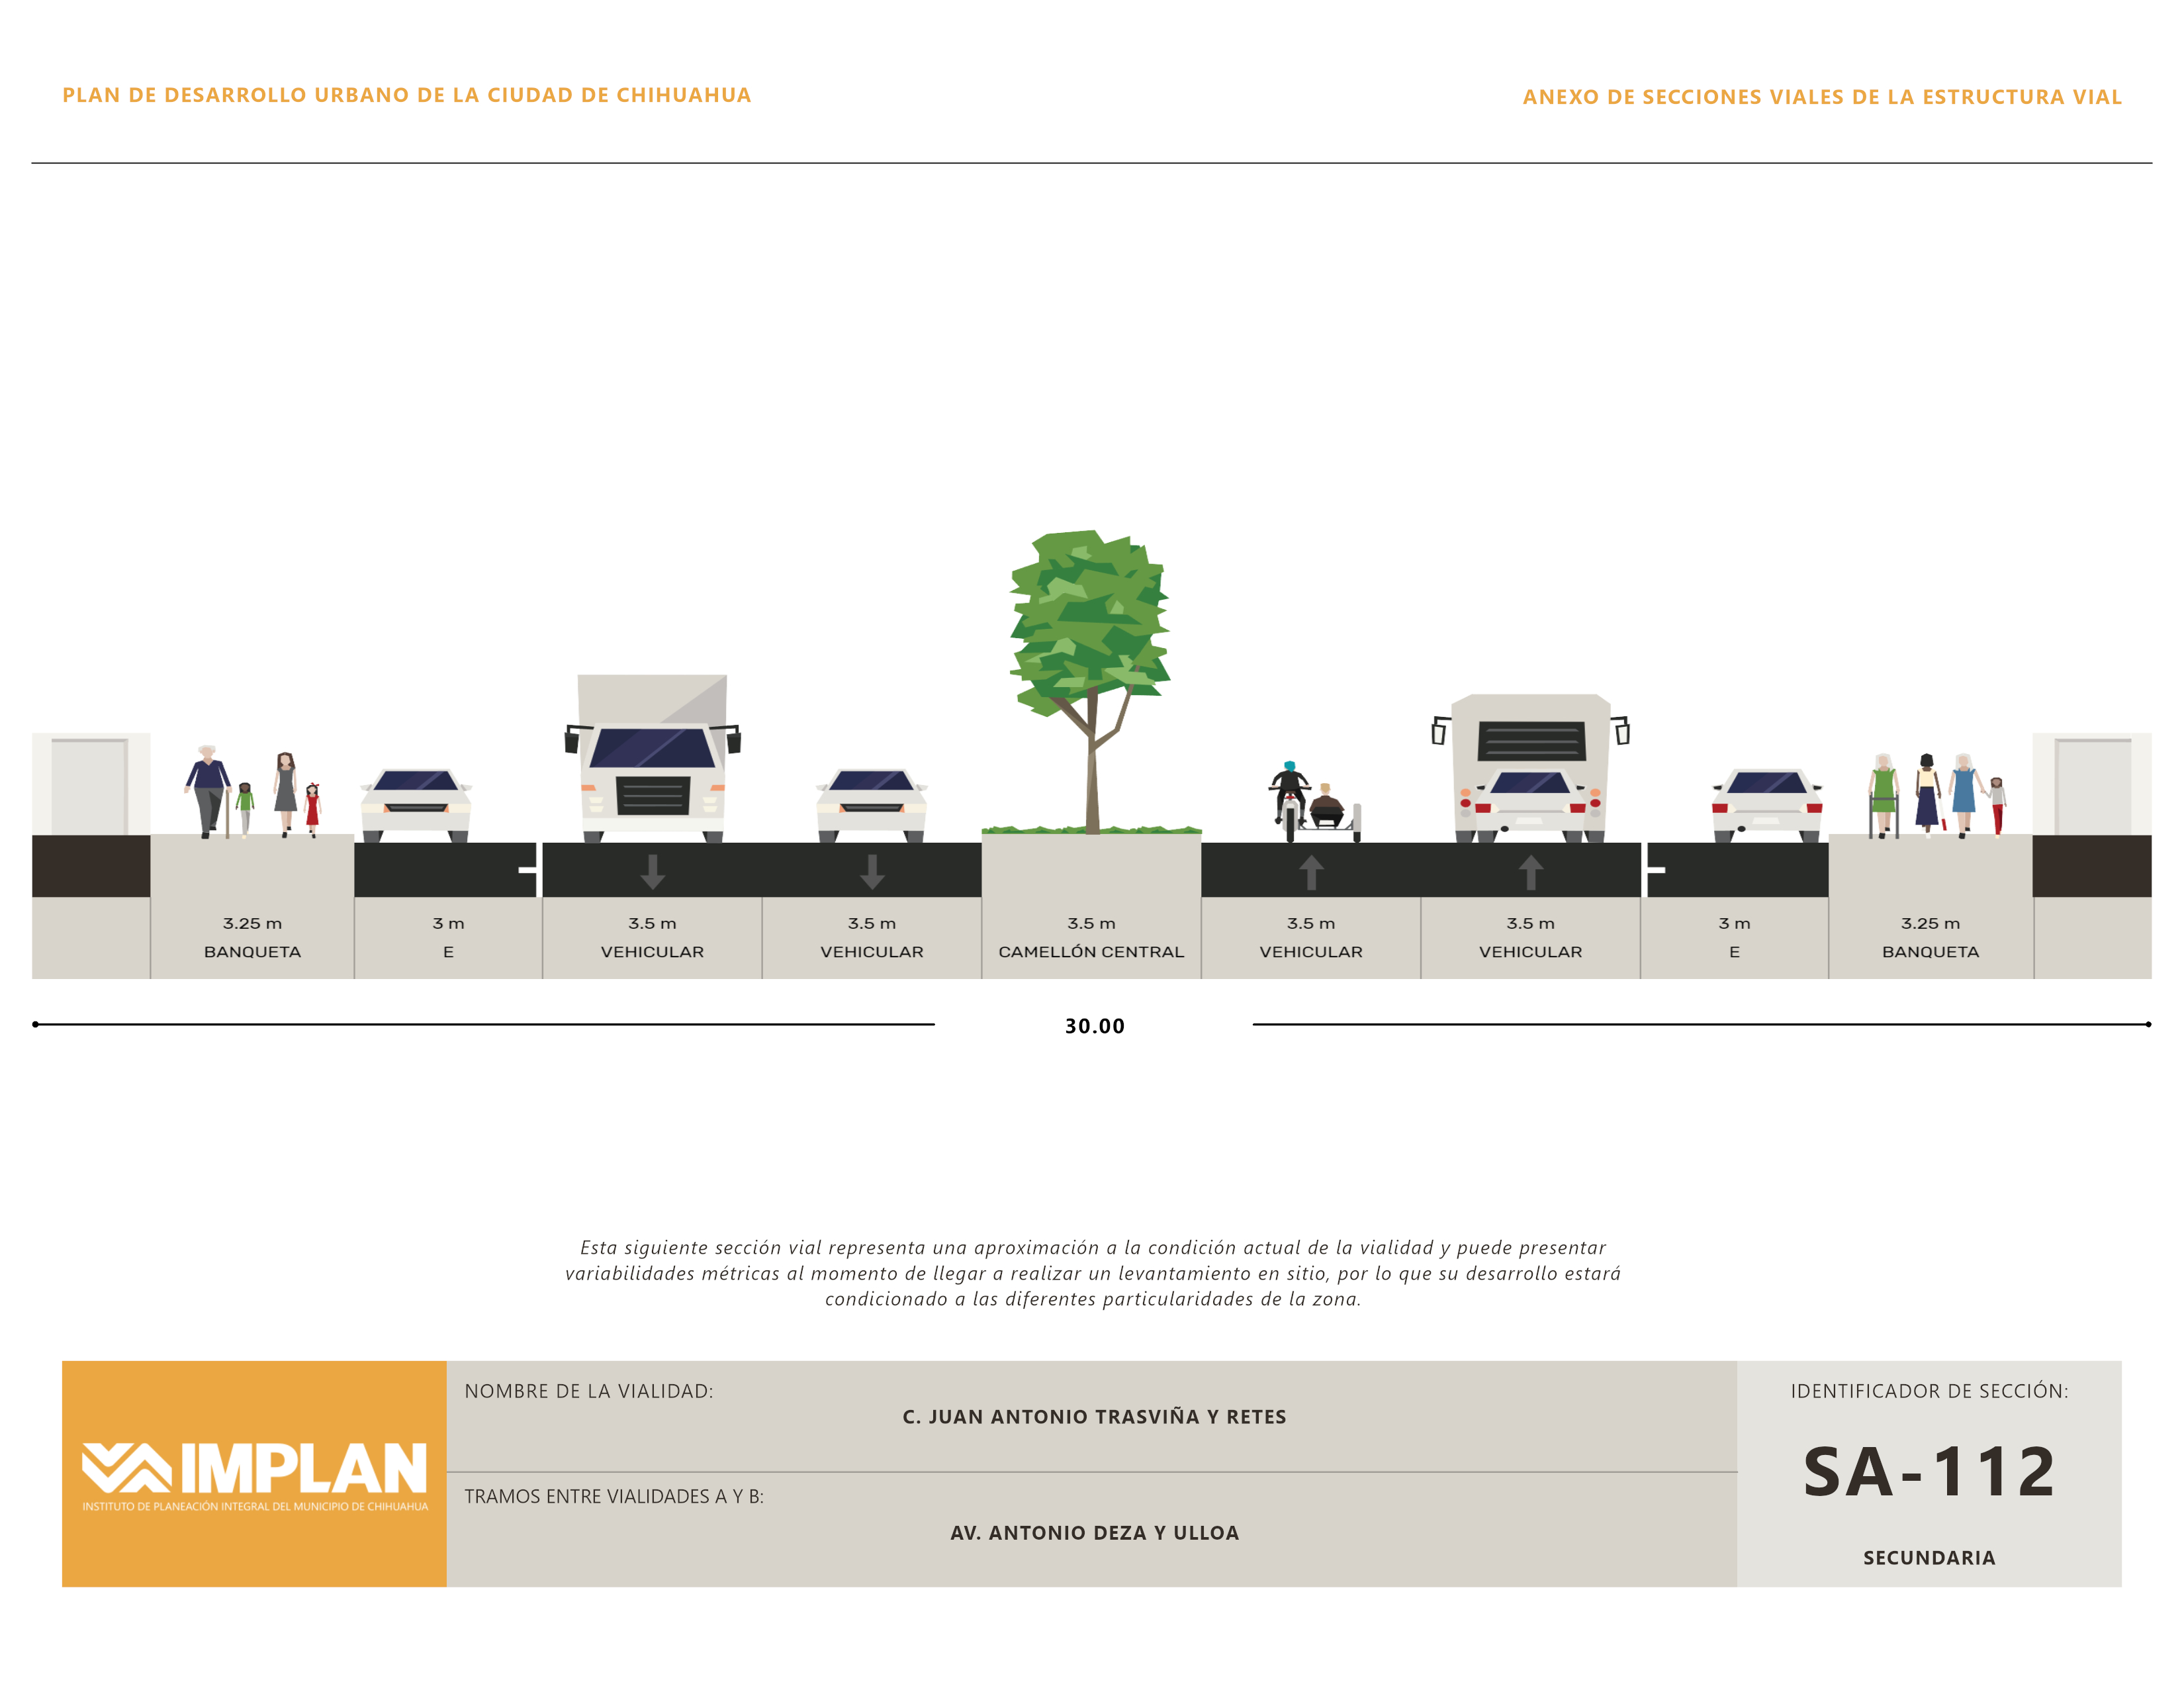 PLAN DE DESARROLLO URBANO DE LA CIUDAD DE CHIHUAHUA
ANEXO DE SECCIONES VIALES DE LA ESTRUCTURA VIAL
3.25 m
BANQUETA
3 m
E
3.5 m
VEHICULAR
3.5 m
VEHICULAR
3.5 m
CAMELLÓN CENTRAL
3.5 m
VEHICULAR
3.5 m
VEHICULAR
3 m
E
3.25 m
BANQUETA
30.00
Esta siguiente sección vial representa una aproximación a la condición actual de la vialidad y puede presentar
variabilidades métricas al momento de llegar a realizar un levantamiento en sitio, por lo que su desarrollo estará
condicionado a las diferentes particularidades de la zona.
IMPLAN
INSTITUTO DE PLANEACIÓN INTEGRAL DEL MUNICIPIO DE CHIHUAHUA
NOMBRE DE LA VIALIDAD:
C. JUAN ANTONIO TRASVIÑA Y RETES
TRAMOS ENTRE VIALIDADES A Y B:
AV. ANTONIO DEZA Y ULLOA
IDENTIFICADOR DE SECCIÓN:
SA-112
SECUNDARIA